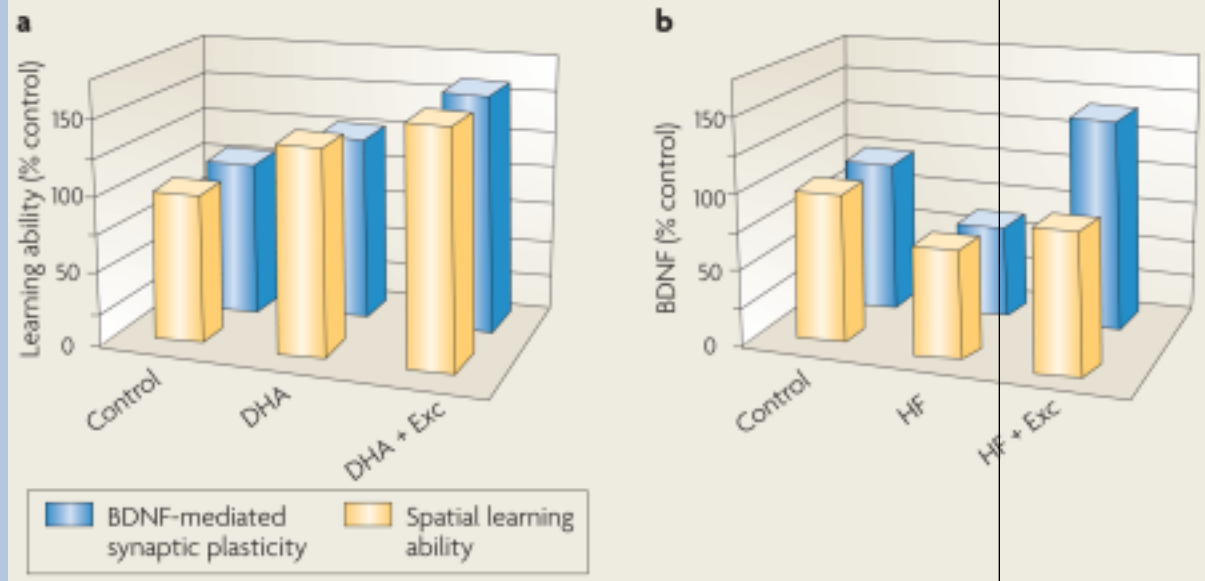 a
Learning ability (% control)
150
100
50
0
Control
DHA
DHA + Exc
b
BDNF (% control)
150
100
50
0
Control
HF
HF + Exc
BDNF-mediated
synaptic plasticity
Spatial learning
ability